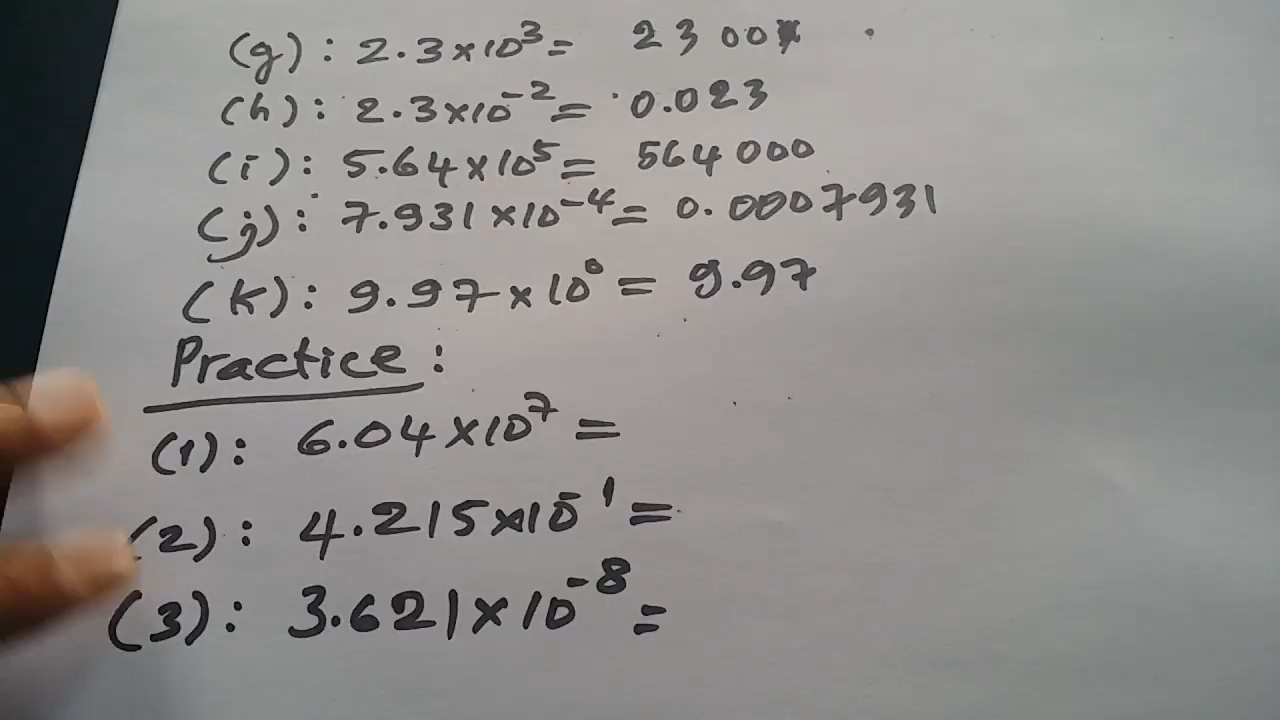 (g): 2.3×10³= 2300
(h): 2.3×10⁻²= 0.023
(i): 5.64×10⁵= 564000
(j): 7.931×10⁻⁴= 0.0007931
(k): 9.97×10⁰= 9.97
Practice:
(1): 6.04×10⁷=
(2): 4.215×10⁻¹=
(3): 3.621×10⁻⁸=